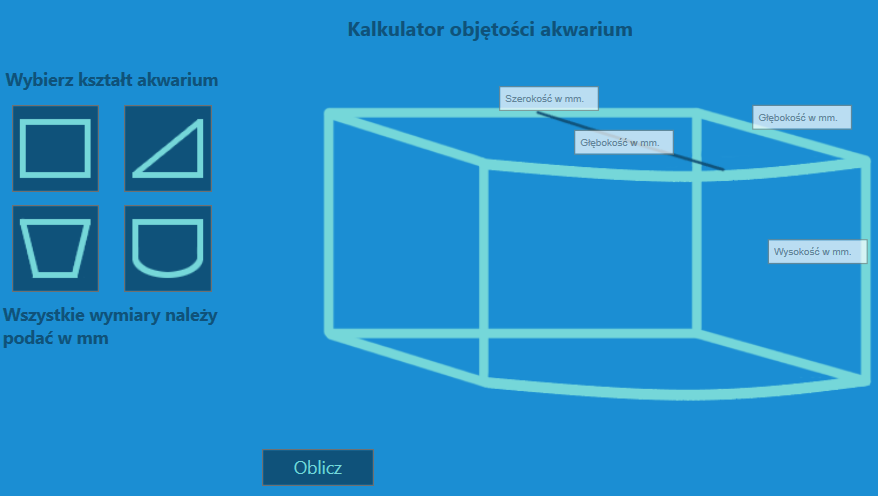 Kalkulator objętości akwarium
Wybierz kształt akwarium
Szerokość w mm.
Głębokość w mm.
Głębokość w mm.
Wysokość w mm.
Wszystkie wymiary należy
podać w mm
Oblicz